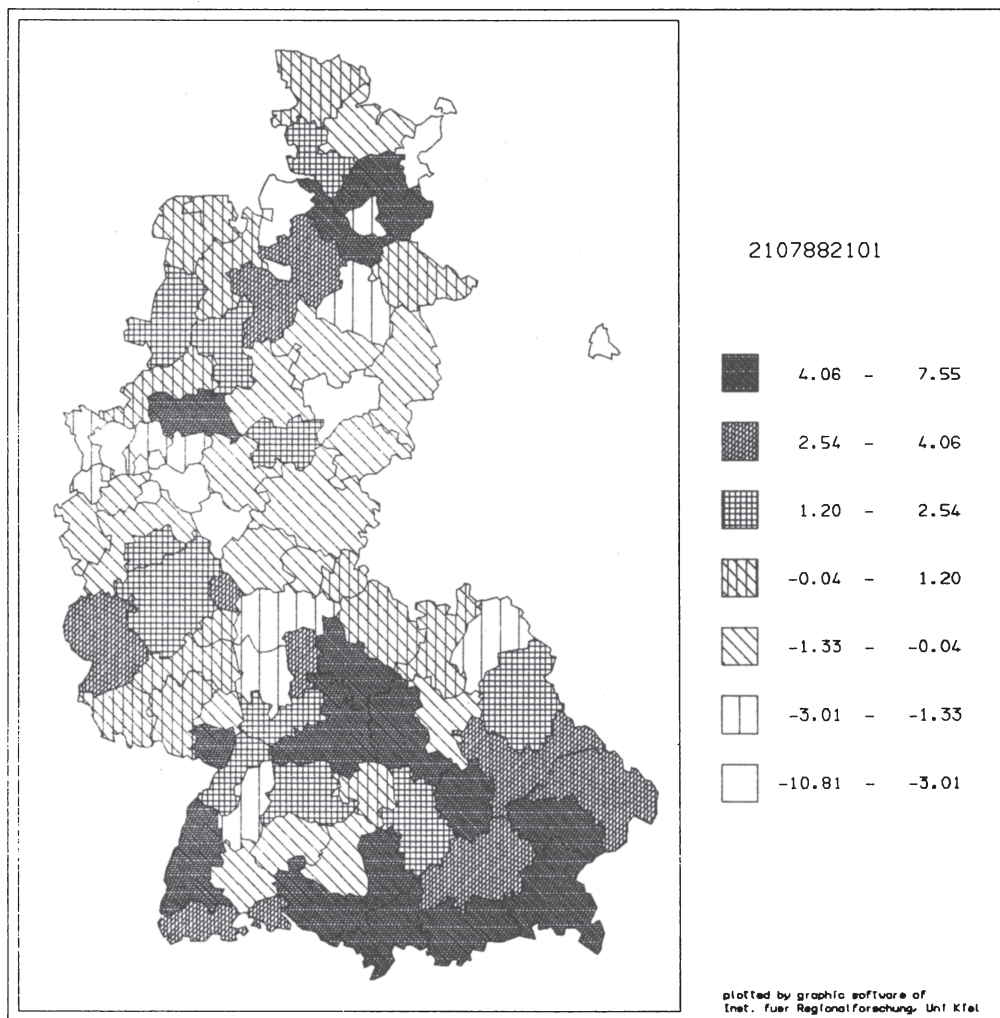 2107882101
4.06 - 7.55
2.54 - 4.06
1.20 - 2.54
-0.04 - 1.20
-1.33 - -0.04
-3.01 - -1.33
-10.81 - -3.01
plotted by graphic software of
Inst. fuer Regionalforschung, Uni Kiel